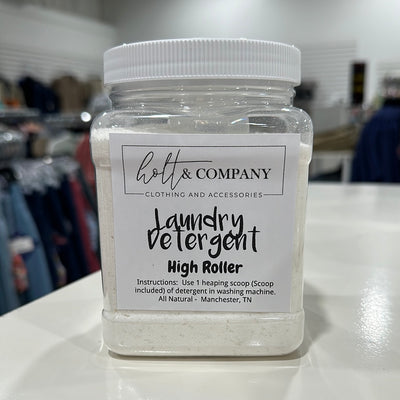 holt & COMPANY
CLOTHING AND ACCESSORIES
Laundry
Detergent
High Roller
Instructions: Use 1 heaping scoop (Scoop
included) of detergent in washing machine.
All Natural - Manchester, TN